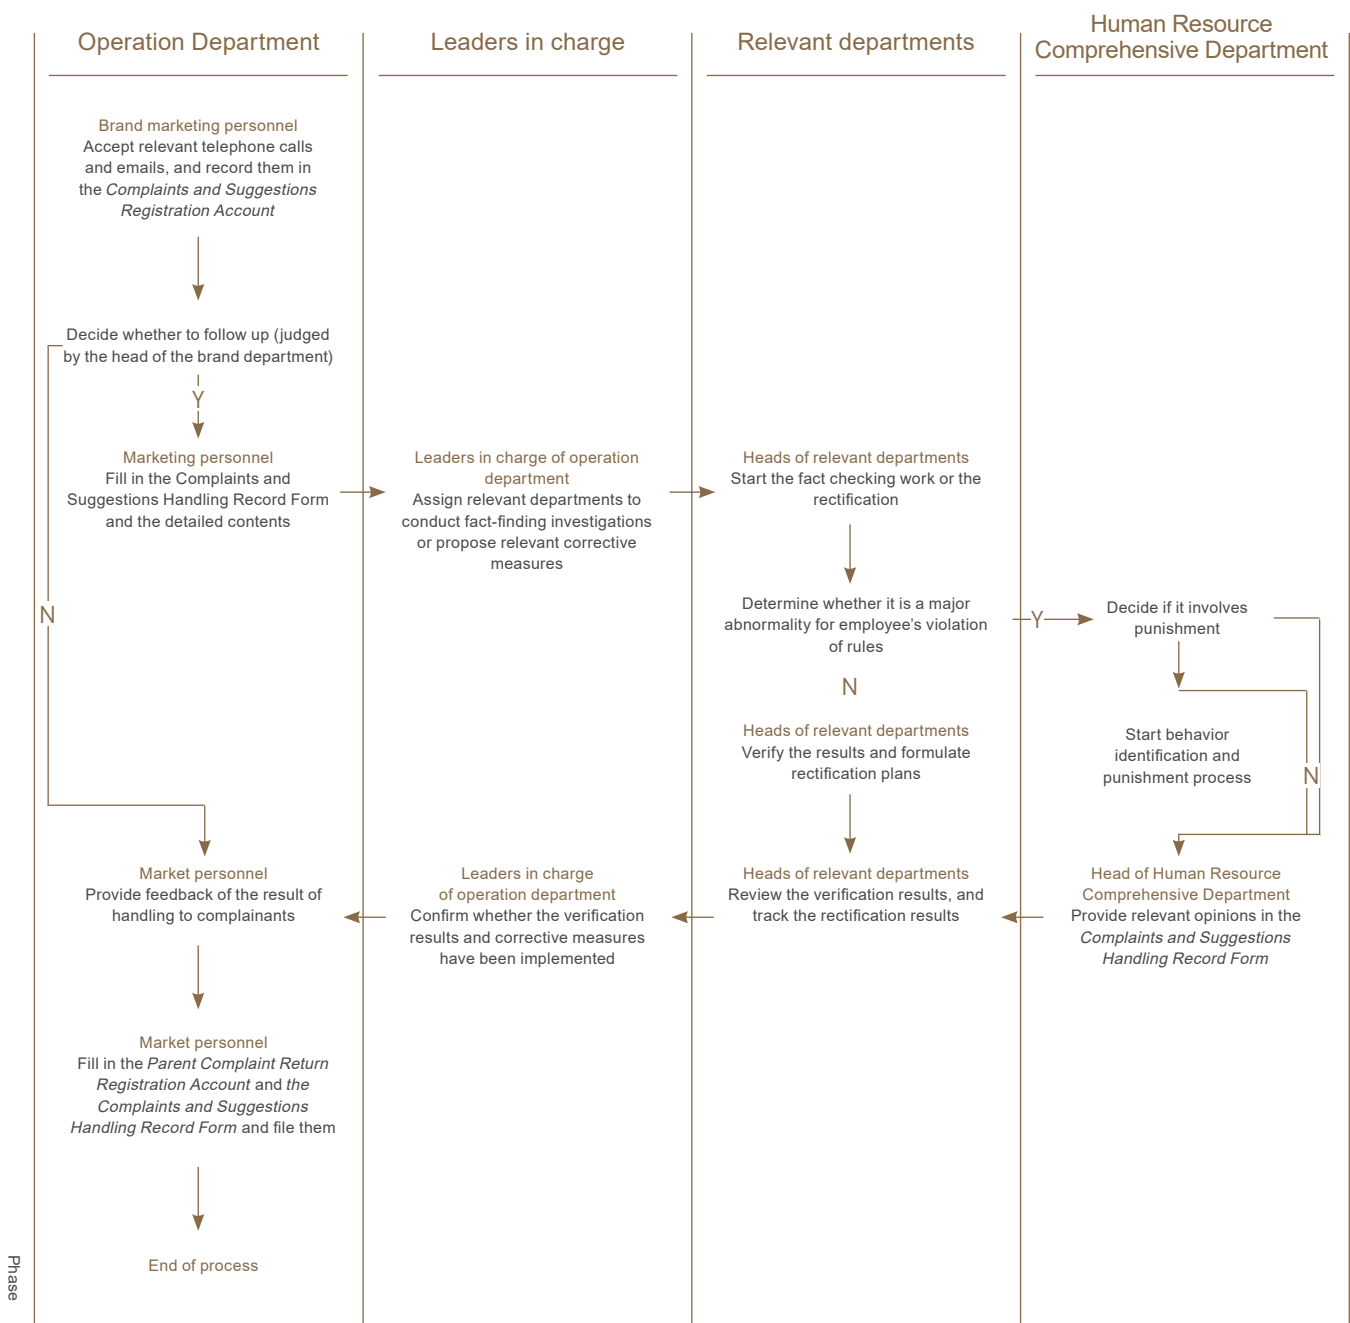 Operation Department
Leaders in charge
Relevant departments
Human Resource
Comprehensive Department
Brand marketing personnel
Accept relevant telephone calls
and emails, and record them in
the Complaints and Suggestions
Registration Account
Decide whether to follow up (judged
by the head of the brand department)
Y
N
Marketing personnel
Fill in the Complaints and
Suggestions Handling Record Form
and the detailed contents
Leaders in charge of operation
department
Assign relevant departments to
conduct fact-finding investigations
or propose relevant corrective
measures
Heads of relevant departments
Start the fact checking work or the
rectification
Determine whether it is a major
abnormality for employee’s violation
of rules
Y
N
Decide if it involves
punishment
Start behavior
identification and
punishment process
N
Heads of relevant departments
Verify the results and formulate
rectification plans
Head of Human Resource
Comprehensive Department
Provide relevant opinions in the
Complaints and Suggestions
Handling Record Form
Heads of relevant departments
Review the verification results, and
track the rectification results
Leaders in charge
of operation department
Confirm whether the verification
results and corrective measures
have been implemented
Market personnel
Provide feedback of the result of
handling to complainants
Market personnel
Fill in the Parent Complaint Return
Registration Account and the
Complaints and Suggestions
Handling Record Form and file them
End of process
Phase